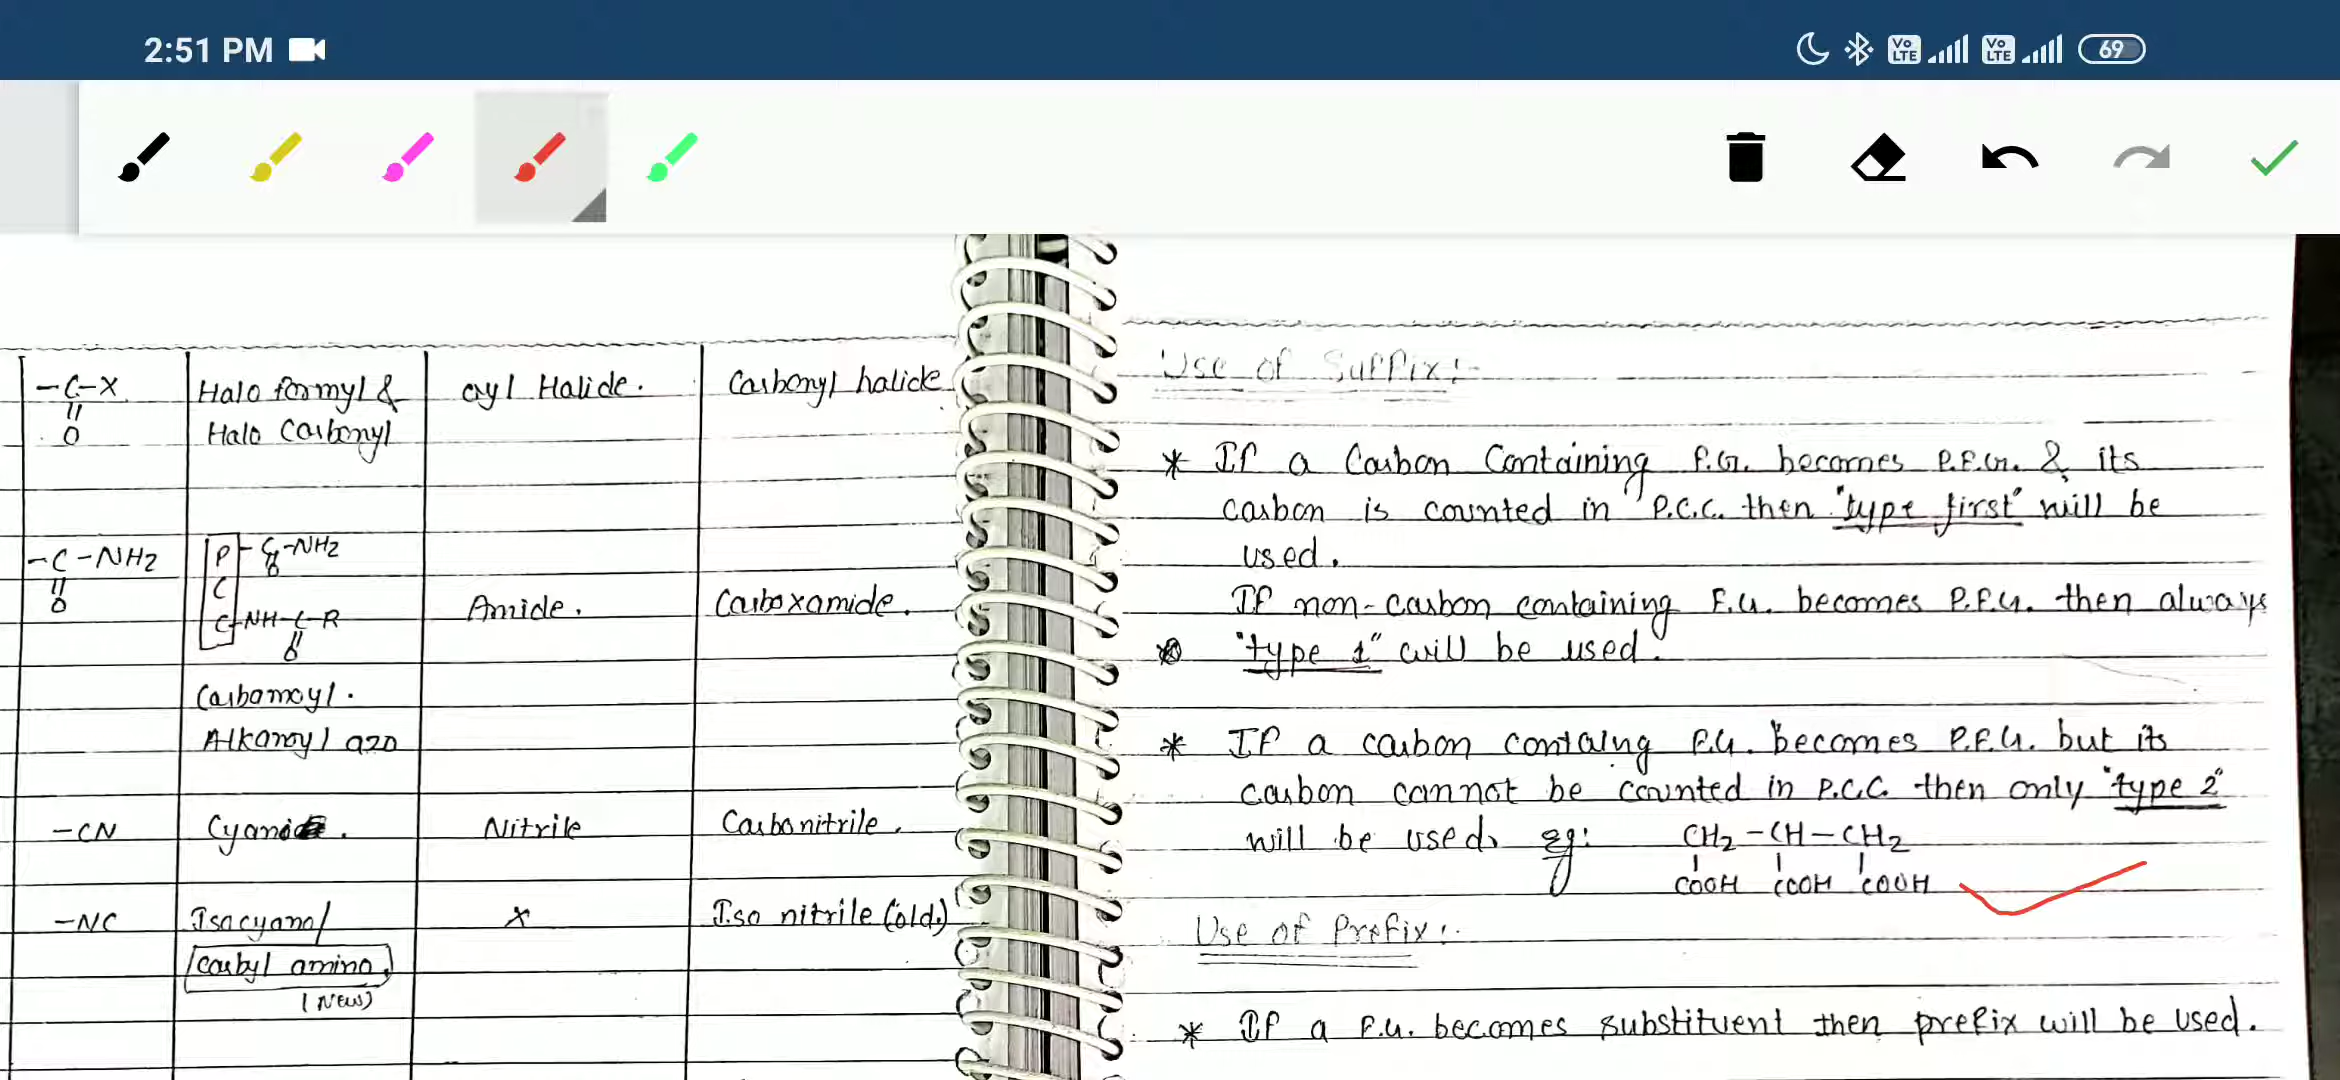 2:51 PM
Vo LTE Vo LTE 69
-C-X
||
O
Halo formyl &
Halo Carbonyl
ayl Halide.
Carbonyl halide
-C-NH2
||
O
P
C
C
-C-NH2
||
O
-NH-C-R
||
O
Carbamoyl.
Alkanoyl azo
Amide.
Carboxamide.
-CN
Nitrile
Carbonitrile.
-NC
Isocyano/
carbyl amino.
(New)
X
Iso nitrile (old.)
Use of Suffix:-
* If a Carbon Containing F.G. becomes P.F.G. & its
carbon is counted in P.C.C. then "type first" will be
used.
If non-carbon containing F.G. becomes P.F.G. then always
"type 1" will be used.
* If a carbon containg F.G. becomes P.F.G. but its
carbon cannot be counted in P.C.C. then only "type 2"
will be used. eg:
CH2-CH-CH2
COOH COOH COOH
Use of Prefix:-
* If a F.G. becomes substituent then prefix will be used.